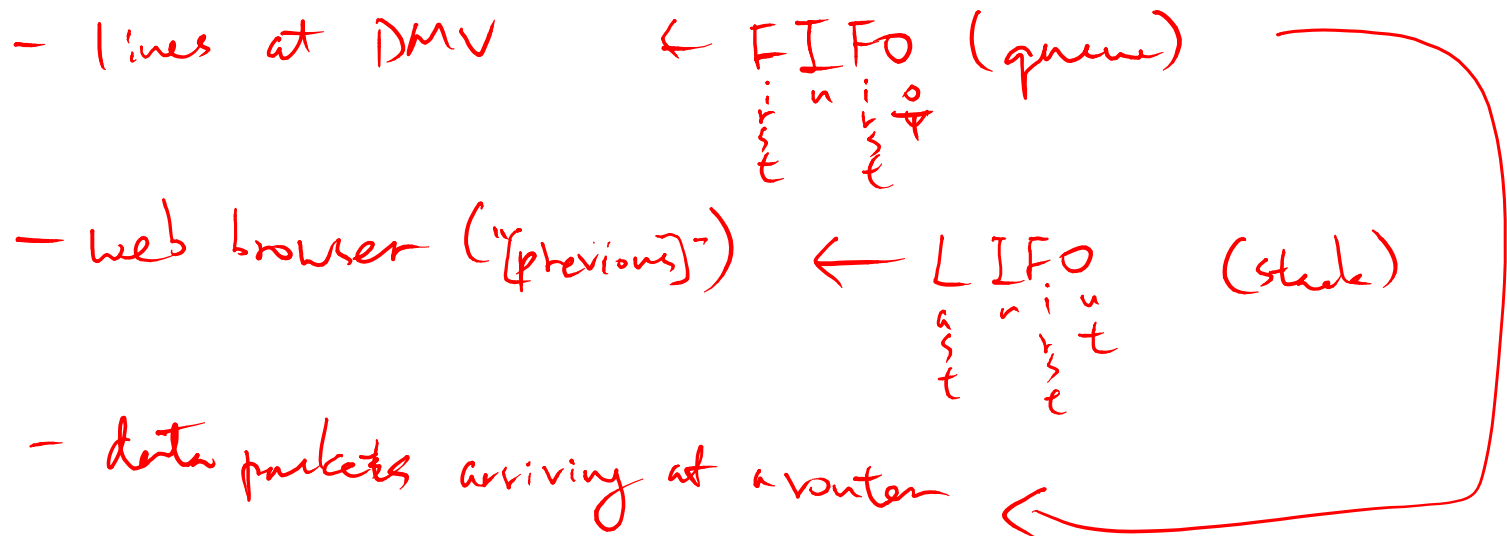 - lines at DMV ← FIFO (queue)
First In First Out
- web browser ("[previous]") ← LIFO (stack)
Last In First Out
- data packets arriving at a router ←